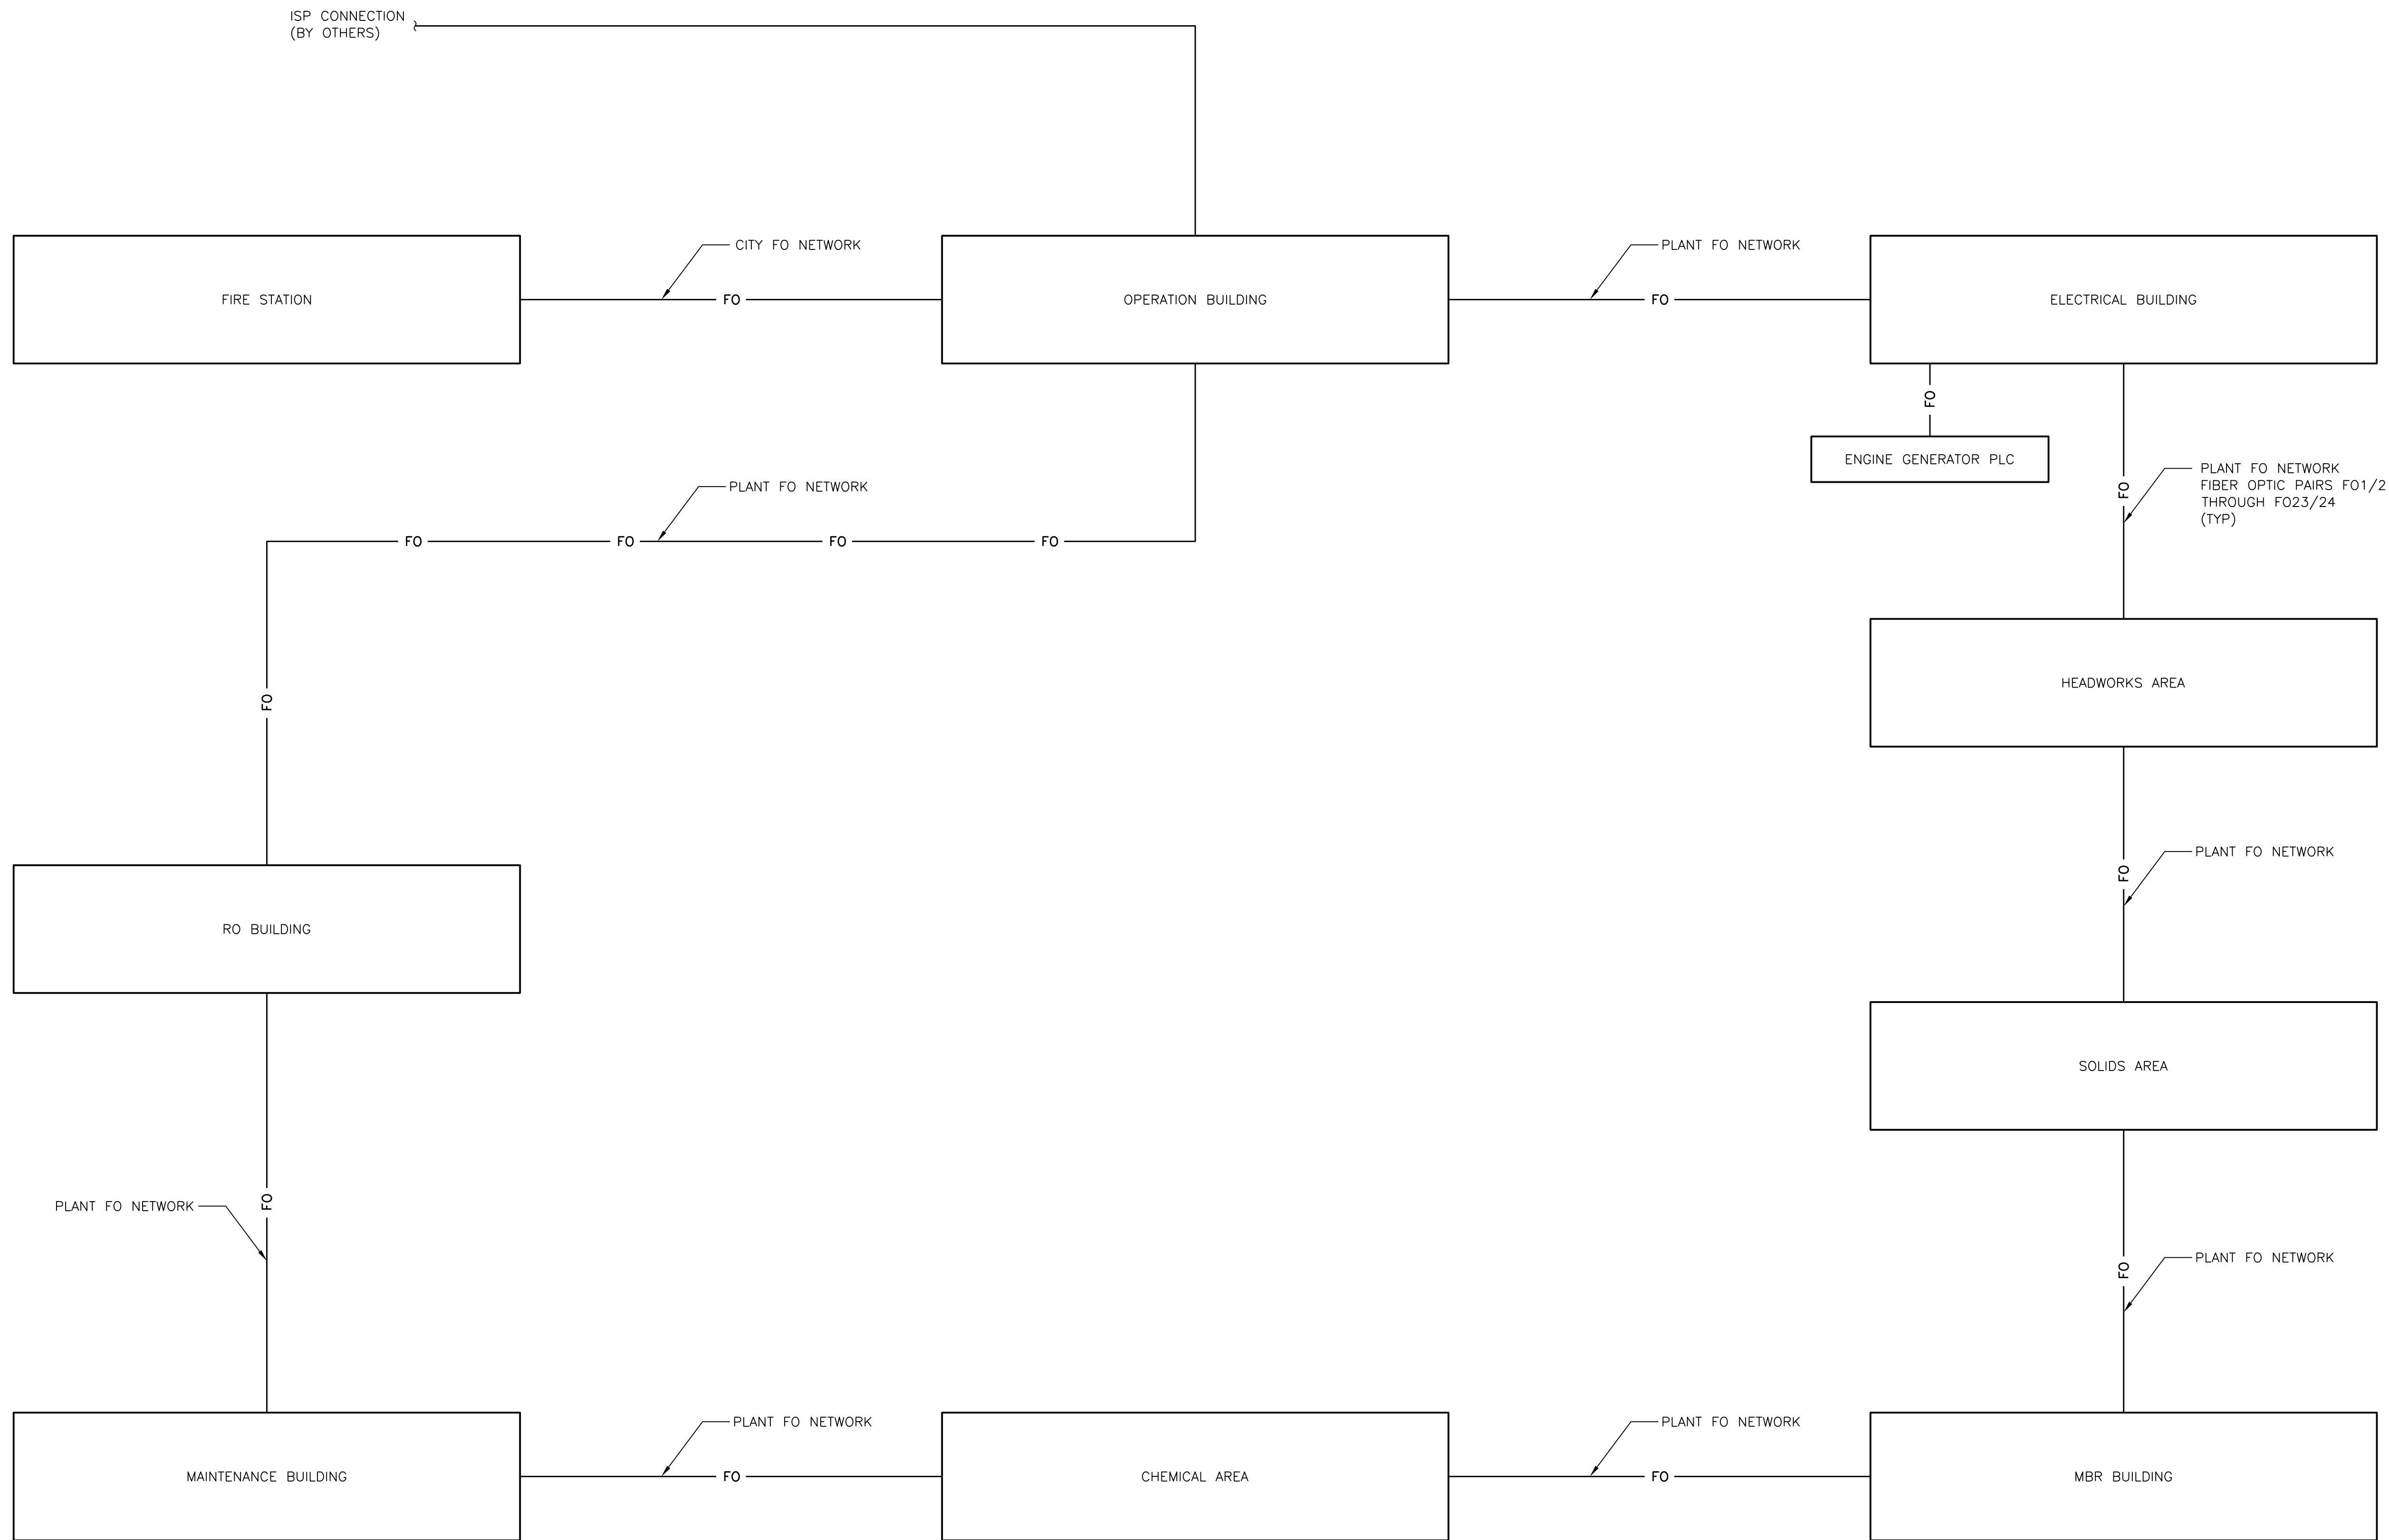 ISP CONNECTION
(BY OTHERS)
CITY FO NETWORK
PLANT FO NETWORK
FIRE STATION
FO
OPERATION BUILDING
FO
ELECTRICAL BUILDING
FO
ENGINE GENERATOR PLC
PLANT FO NETWORK
FIBER OPTIC PAIRS FO1/2
THROUGH FO23/24
(TYP)
FO
PLANT FO NETWORK
FO
FO
FO
FO
HEADWORKS AREA
FO
PLANT FO NETWORK
FO
RO BUILDING
SOLIDS AREA
PLANT FO NETWORK
FO
PLANT FO NETWORK
FO
PLANT FO NETWORK
PLANT FO NETWORK
MAINTENANCE BUILDING
FO
CHEMICAL AREA
FO
MBR BUILDING